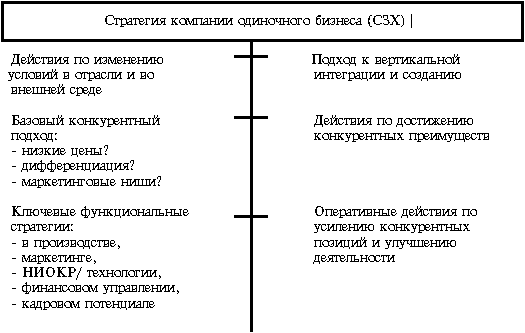 Стратегия компании одиночного бизнеса (СЗХ)
Действия по изменению
условий в отрасли и во
внешней среде
Подход к вертикальной
интеграции и созданию
Базовый конкурентный
подход:
- низкие цены?
- дифференциация?
- маркетинговые ниши?
Действия по достижению
конкурентных преимуществ
Ключевые функциональные
стратегии:
- в производстве,
- маркетинге,
- НИОКР/ технологии,
- финансовом управлении,
- кадровом потенциале
Оперативные действия по
усилению конкурентных
позиций и улучшению
деятельности